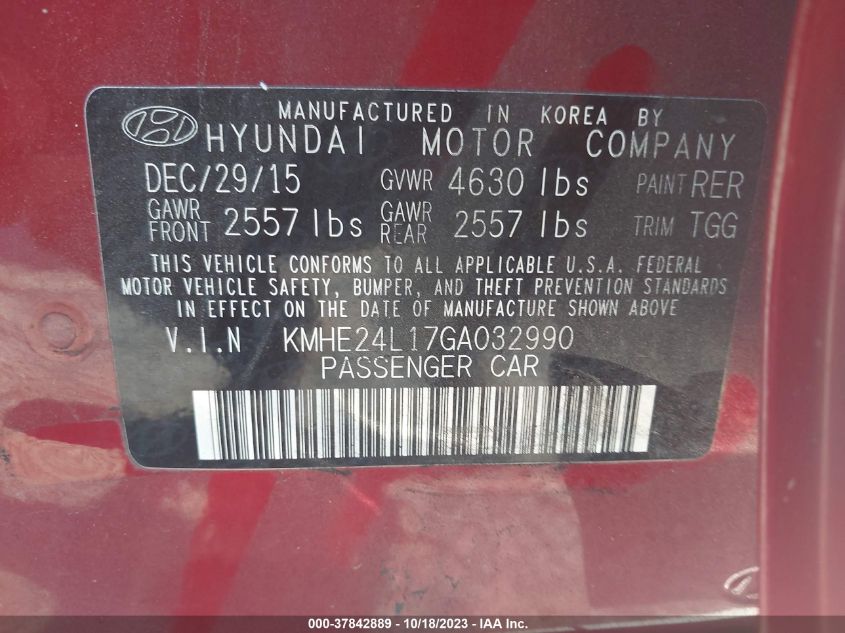 MANUFACTURED IN KOREA BY
HYUNDAI MOTOR COMPANY
DEC/29/15 GVWR 4630 lbs PAINT RER
GAWR FRONT 2557 lbs GAWR REAR 2557 lbs TRIM TGG
THIS VEHICLE CONFORMS TO ALL APPLICABLE U.S.A. FEDERAL
MOTOR VEHICLE SAFETY, BUMPER, AND THEFT PREVENTION STANDARDS
IN EFFECT ON THE DATE OF MANUFACTURE SHOWN ABOVE
V.I.N KMHE24L17GA032990
PASSENGER CAR
000-37842889 - 10/18/2023 - IAA Inc.